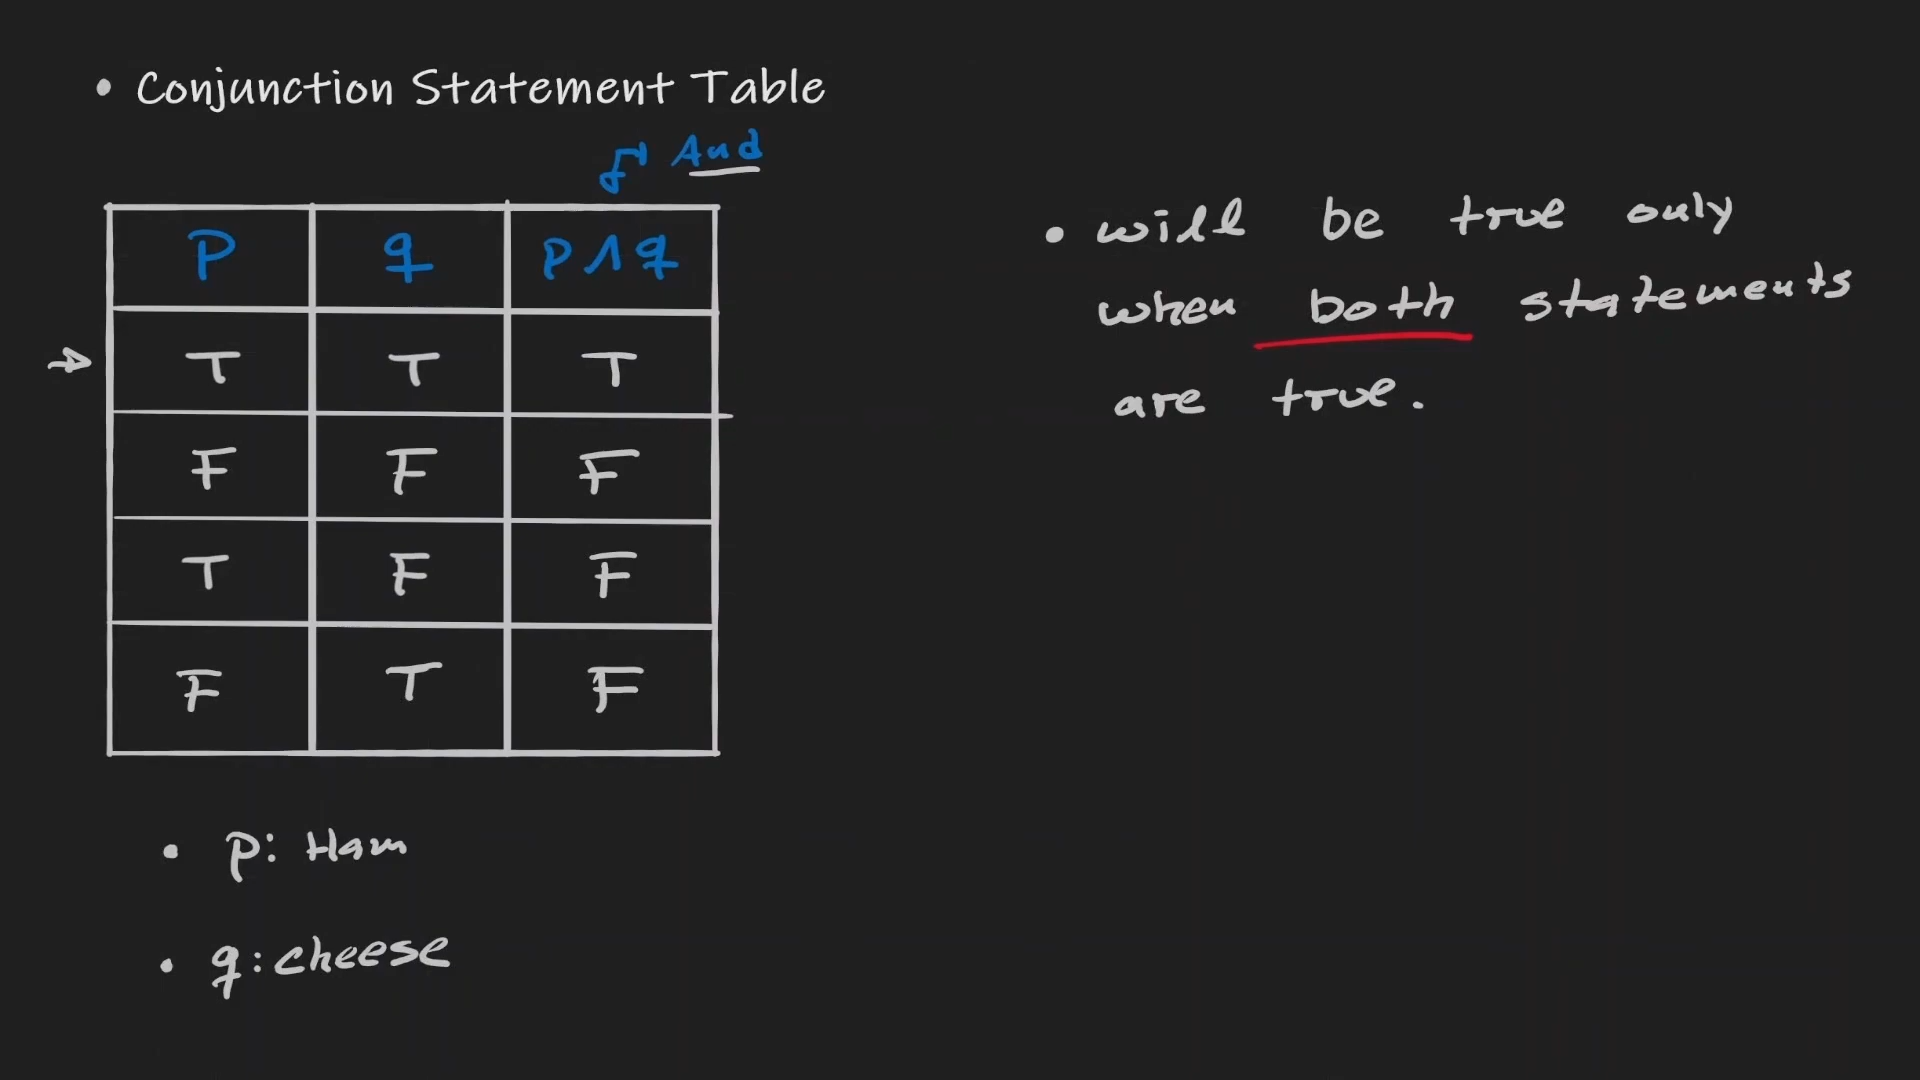 • Conjunction Statement Table
And
p q p∧q
T T T
F F F
T F F
F T F
• p: Ham
• q: cheese
• will be true only
when both statements
are true.